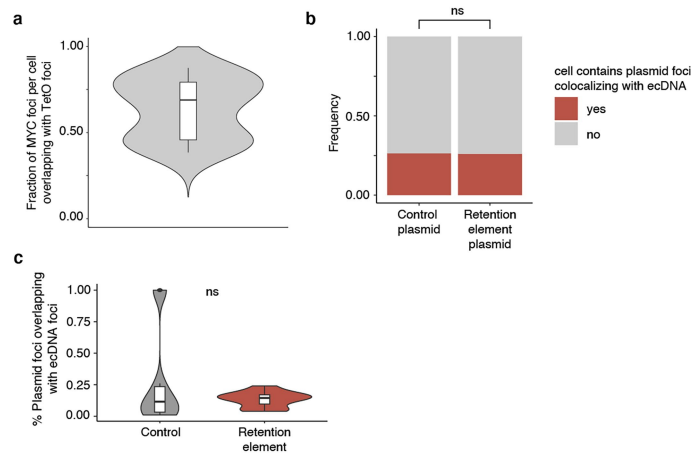 a
Fraction of MYC foci per cell
overlapping with TetO foci
1.00
0.50
0.00
b
ns
Frequency
1.00
0.50
0.00
Control
plasmid
Retention
element
plasmid
cell contains plasmid foci
colocalizing with ecDNA
yes
no
c
% Plasmid foci overlapping
with ecDNA foci
1.00
0.75
0.50
0.25
0.00
ns
Control
Retention
element